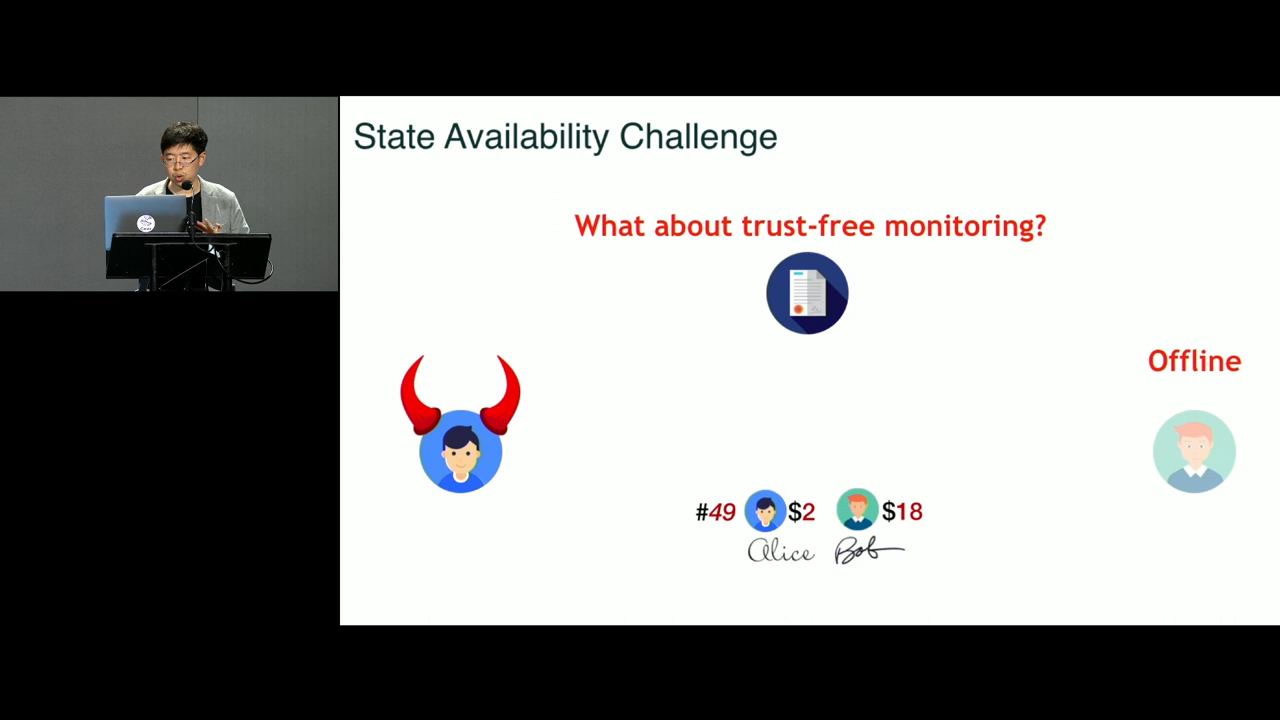 State Availability Challenge
What about trust-free monitoring?
Offline
#49 $2 $18
Alice Bob